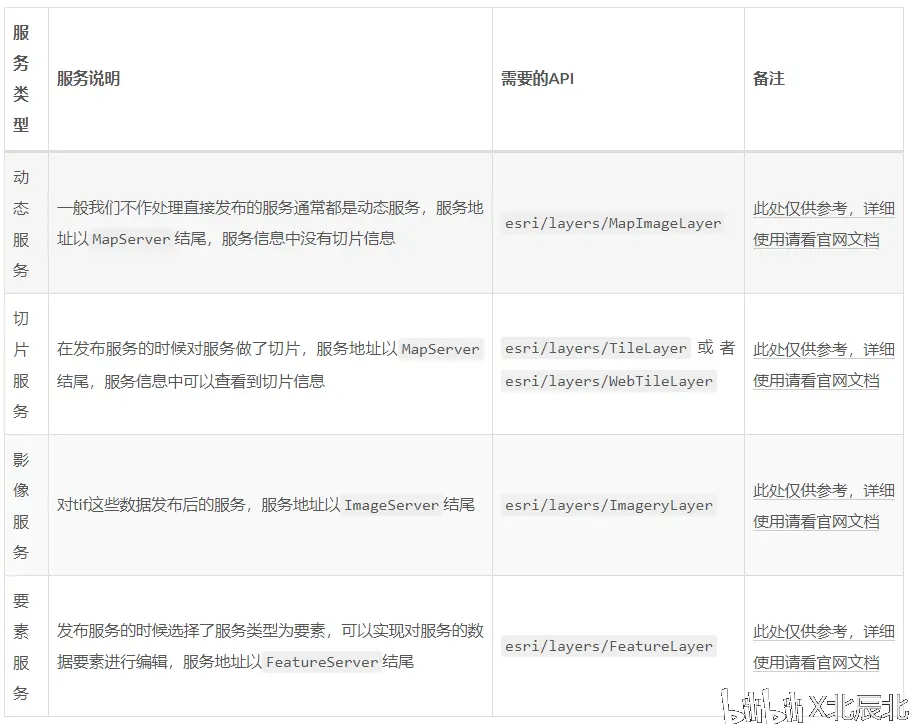 服务类型
服务说明
需要的API
备注
动态服务
一般我们不作处理直接发布的服务通常都是动态服务，服务地
址以 MapServer 结尾，服务信息中没有切片信息
esri/layers/MapImageLayer
此处仅供参考，详细
使用请看官网文档
切片服务
在发布服务的时候对服务做了切片，服务地址以 MapServer
结尾，服务信息中可以查看到切片信息
esri/layers/TileLayer 或 者
esri/layers/WebTileLayer
此处仅供参考，详细
使用请看官网文档
影像服务
对tif这些数据发布后的服务，服务地址以 ImageServer 结尾
esri/layers/ImageryLayer
此处仅供参考，详细
使用请看官网文档
要素服务
发布服务的时候选择了服务类型为要素，可以实现对服务的数
据要素进行编辑，服务地址以 FeatureServer 结尾
esri/layers/FeatureLayer
此处仅供参考，详细
使用请看官网文档
bilibili X北辰北